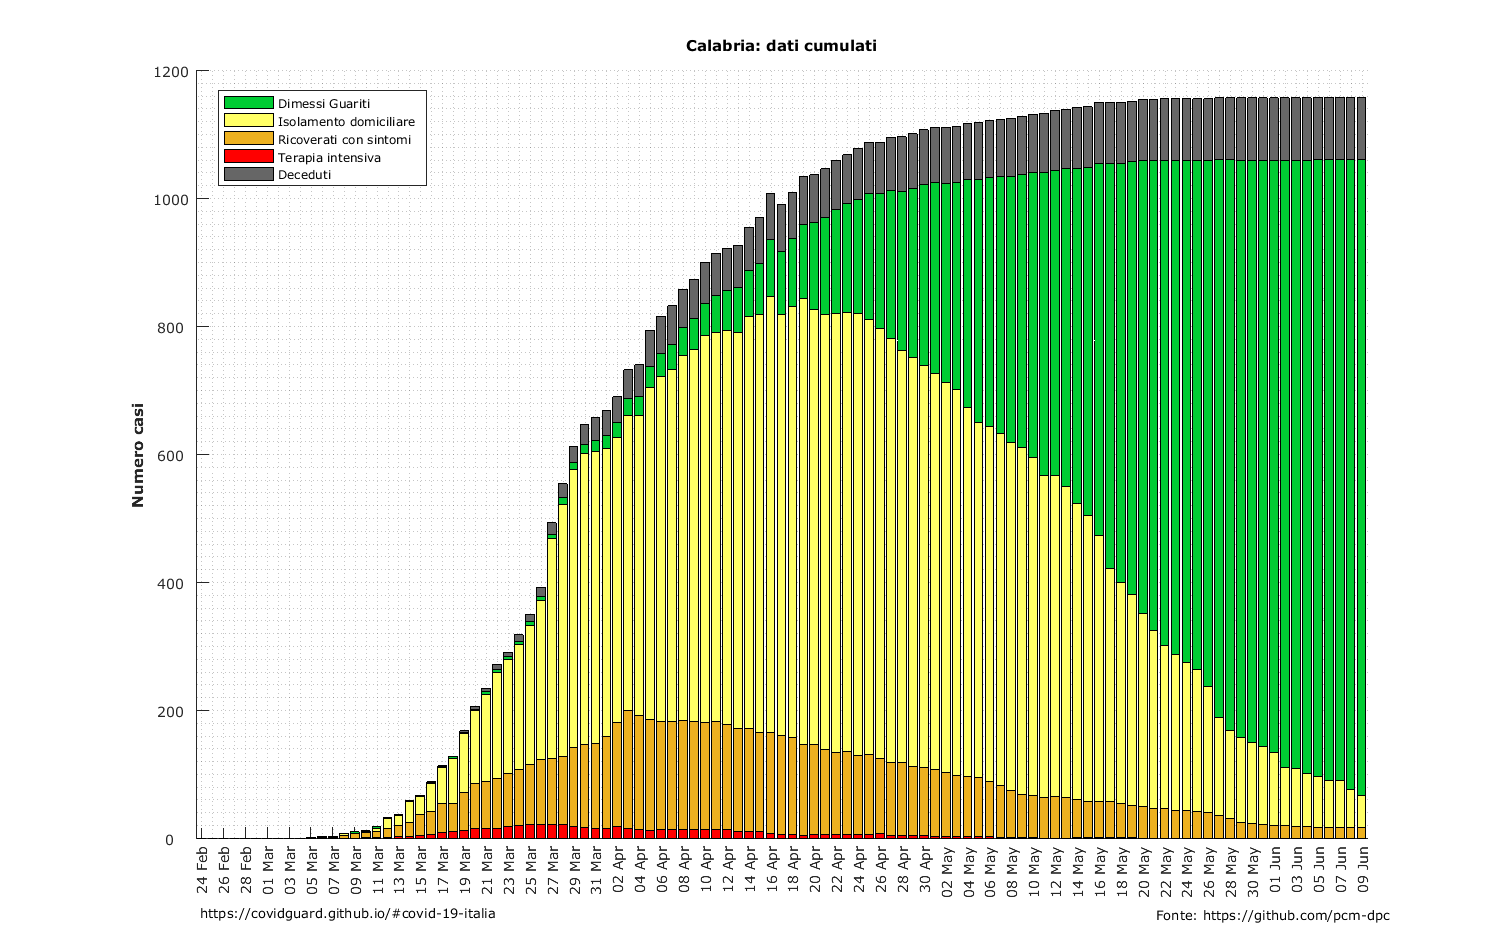 Calabria: dati cumulati
Numero casi
1200
1000
800
600
400
200
0
Dimessi Guariti
Isolamento domiciliare
Ricoverati con sintomi
Terapia intensiva
Deceduti
24 Feb
26 Feb
28 Feb
01 Mar
03 Mar
05 Mar
07 Mar
09 Mar
11 Mar
13 Mar
15 Mar
17 Mar
19 Mar
21 Mar
23 Mar
25 Mar
27 Mar
29 Mar
31 Mar
02 Apr
04 Apr
06 Apr
08 Apr
10 Apr
12 Apr
14 Apr
16 Apr
18 Apr
20 Apr
22 Apr
24 Apr
26 Apr
28 Apr
30 Apr
02 May
04 May
06 May
08 May
10 May
12 May
14 May
16 May
18 May
20 May
22 May
24 May
26 May
28 May
30 May
01 Jun
03 Jun
05 Jun
07 Jun
09 Jun
https://covidguard.github.io/#covid-19-italia
Fonte: https://github.com/pcm-dpc